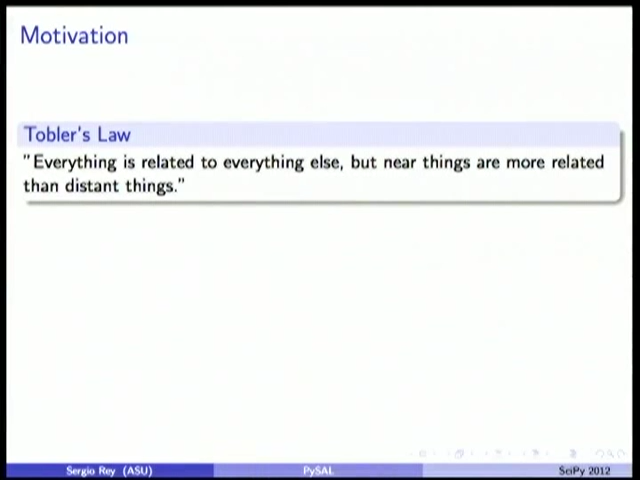 Motivation
Tobler's Law
"Everything is related to everything else, but near things are more related
than distant things."
Sergio Rey (ASU)
PySAL
SciPy 2012